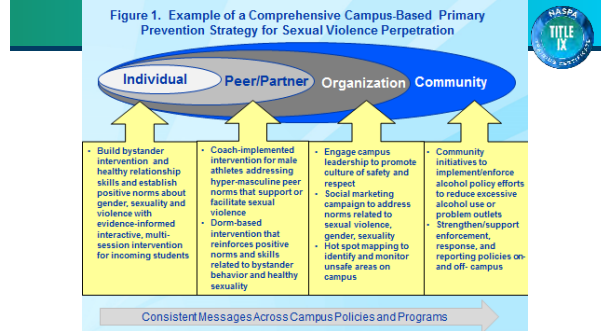 Figure 1. Example of a Comprehensive Campus-Based Primary
Prevention Strategy for Sexual Violence Perpetration
NASPA
TITLE
IX
Individual
Peer/Partner
Organization
Community
• Build bystander
intervention and
healthy relationship
skills and establish
positive norms about
gender, sexuality and
violence with
evidence-informed
interactive, multi-
session intervention
for incoming students
• Coach-implemented
intervention for male
athletes addressing
hyper-masculine peer
norms that support or
facilitate sexual
violence
• Dorm-based
intervention that
reinforces positive
norms and skills
related to bystander
behavior and healthy
sexuality
• Engage campus
leadership to promote
culture of safety and
respect
• Social marketing
campaign to address
norms related to
sexual violence,
gender, sexuality
• Hot spot mapping to
identify and monitor
unsafe areas on
campus
• Community
initiatives to
implement/enforce
alcohol policy efforts
to reduce excessive
alcohol use or
problem outlets
• Strengthen/support
enforcement,
response, and
reporting policies on-
and off- campus
Consistent Messages Across Campus Policies and Programs